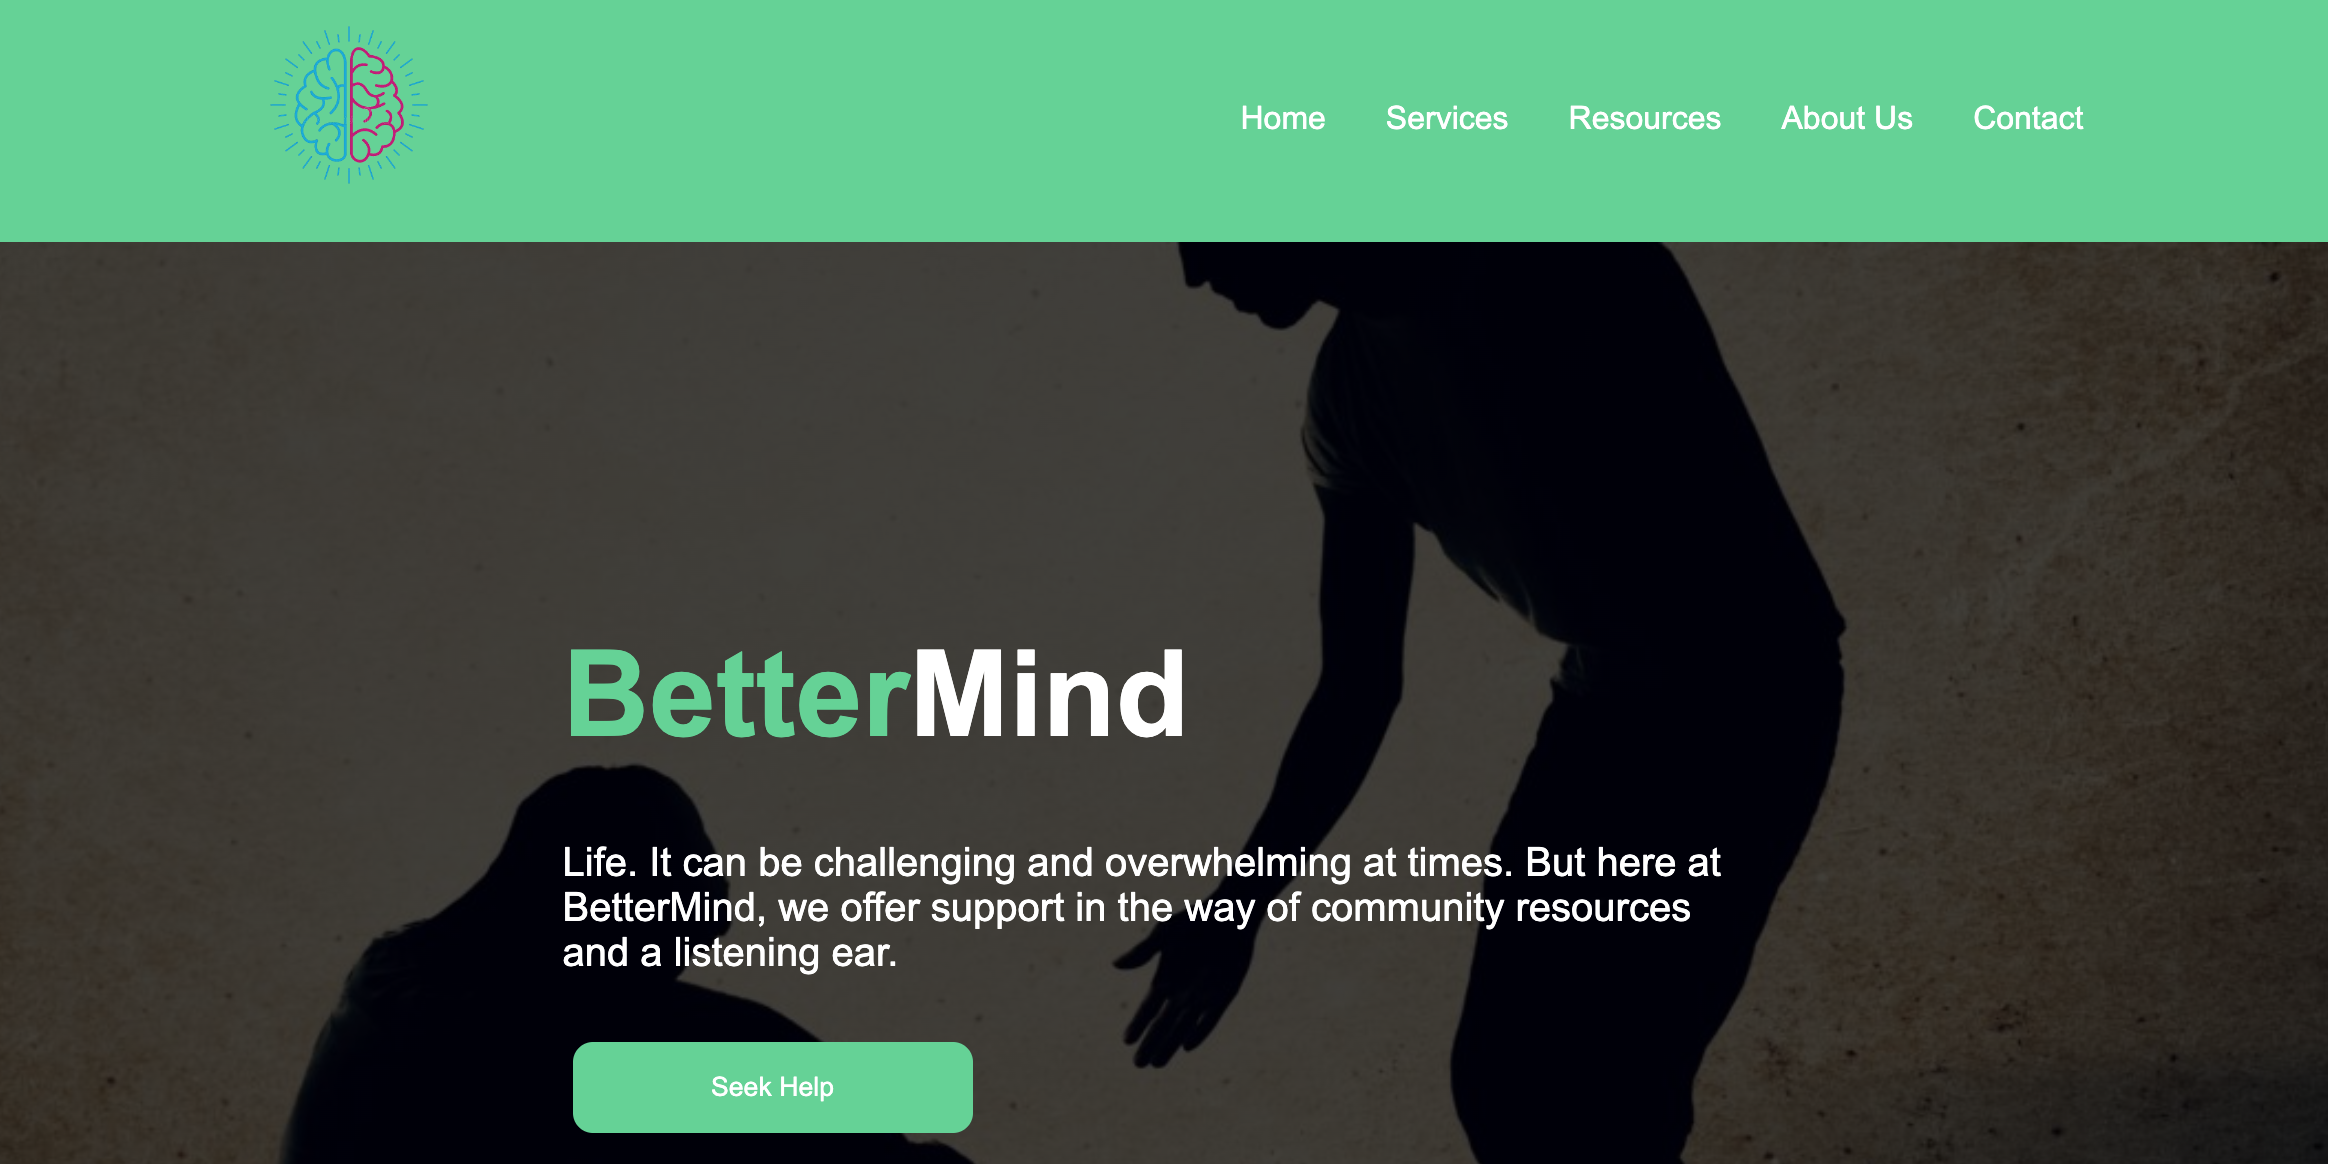 Home Services Resources About Us Contact
BetterMind
Life. It can be challenging and overwhelming at times. But here at
BetterMind, we offer support in the way of community resources
and a listening ear.
Seek Help